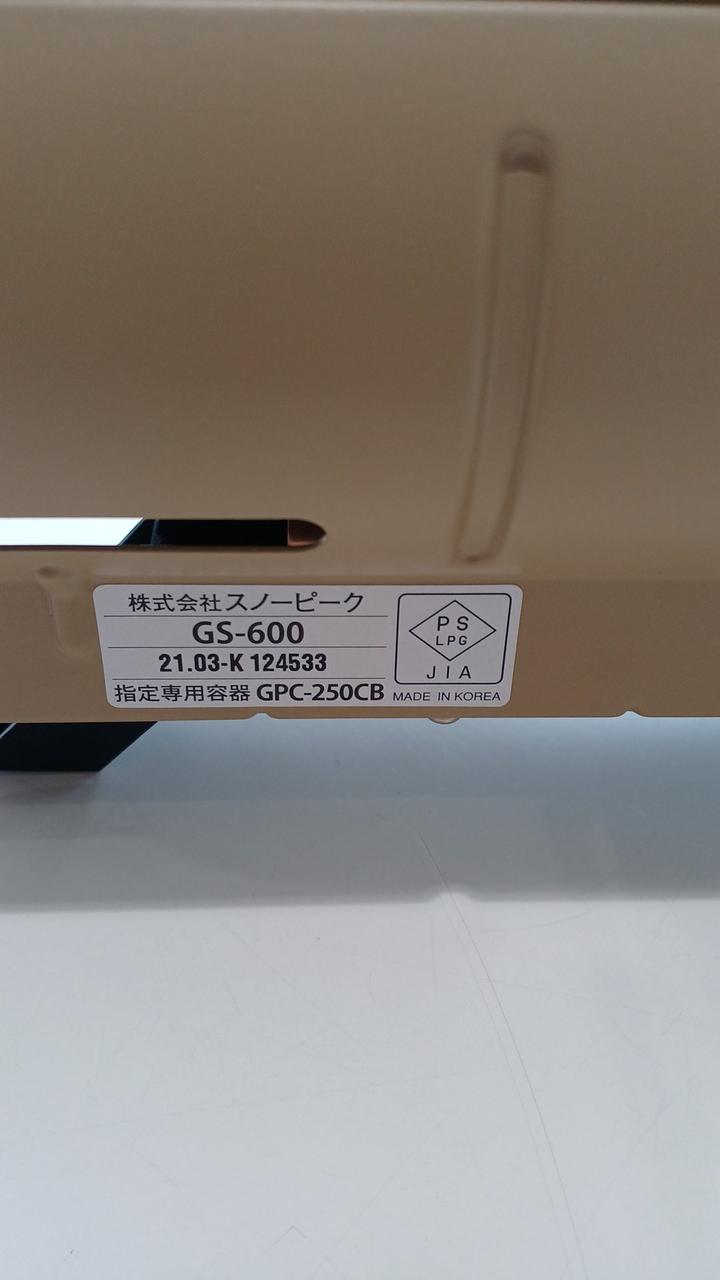 株式会社スノーピーク
GS-600
21.03-K 124533
指定専用容器 GPC-250CB
PS
LPG
JIA
MADE IN KOREA